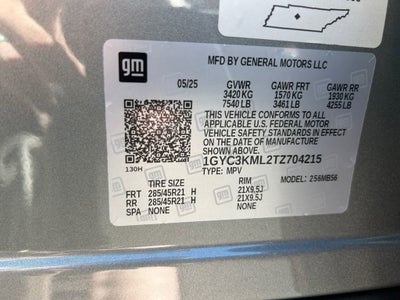 gm
MFD BY GENERAL MOTORS LLC
05/25 GVWR GAWR FRT GAWR RR
3420 KG 1570 KG 1930 KG
7540 LB 3461 LB 4255 LB
THIS VEHICLE CONFORMS TO ALL APPLICABLE
U.S. FEDERAL MOTOR
VEHICLE SAFETY STANDARDS IN EFFECT
ON THE DATE OF MANUFACTURE
SHOWN ABOVE.
1GYC3KML2TZ704215
130H TYPE: MPV
TIRE SIZE RIM MODEL: 256MB56
FRT 285/45R21 H 21X9.5J
RR 285/45R21 H 21X9.5J
SPA NONE NONE